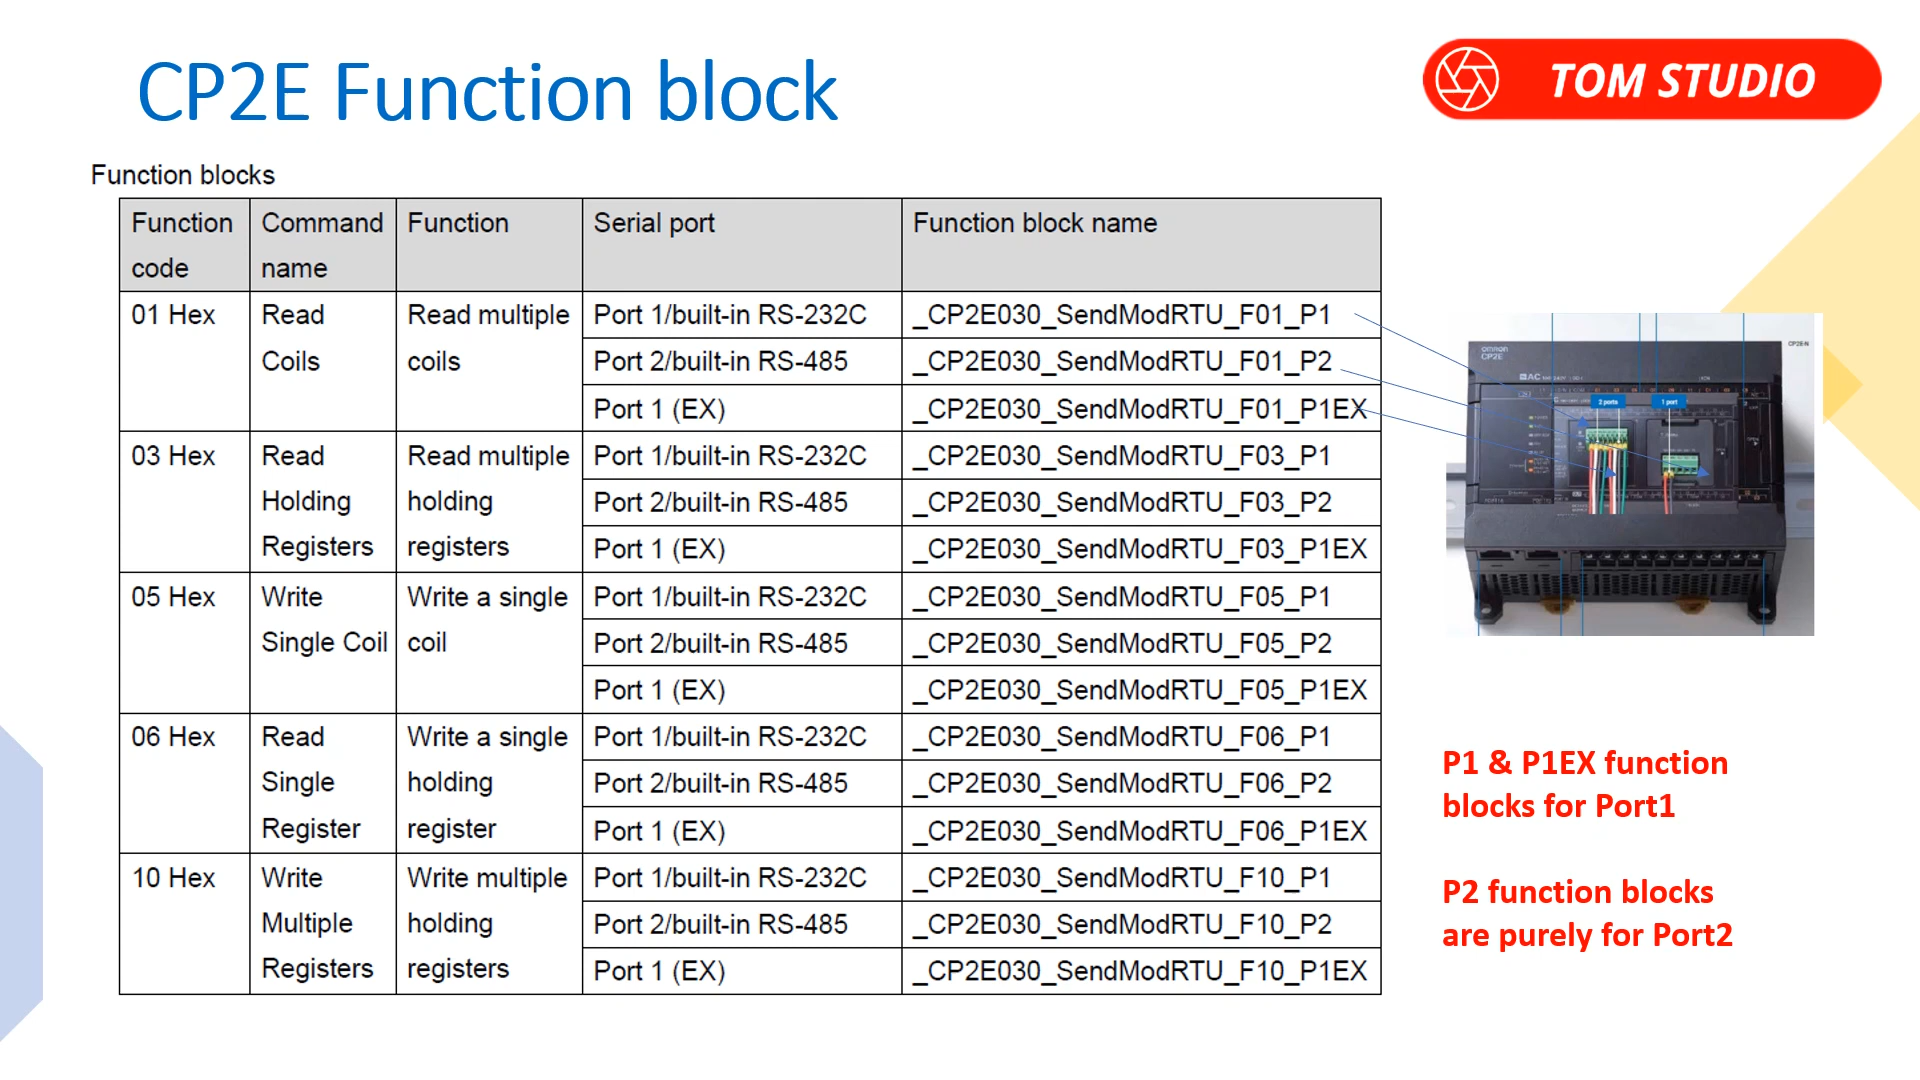 CP2E Function block
TOM STUDIO
Function blocks
Function code | Command name | Function | Serial port | Function block name
01 Hex | Read Coils | Read multiple coils | Port 1/built-in RS-232C | _CP2E030_SendModRTU_F01_P1
Port 2/built-in RS-485 | _CP2E030_SendModRTU_F01_P2
Port 1 (EX) | _CP2E030_SendModRTU_F01_P1EX
03 Hex | Read Holding Registers | Read multiple holding registers | Port 1/built-in RS-232C | _CP2E030_SendModRTU_F03_P1
Port 2/built-in RS-485 | _CP2E030_SendModRTU_F03_P2
Port 1 (EX) | _CP2E030_SendModRTU_F03_P1EX
05 Hex | Write Single Coil | Write a single coil | Port 1/built-in RS-232C | _CP2E030_SendModRTU_F05_P1
Port 2/built-in RS-485 | _CP2E030_SendModRTU_F05_P2
Port 1 (EX) | _CP2E030_SendModRTU_F05_P1EX
06 Hex | Read Single Register | Write a single holding register | Port 1/built-in RS-232C | _CP2E030_SendModRTU_F06_P1
Port 2/built-in RS-485 | _CP2E030_SendModRTU_F06_P2
Port 1 (EX) | _CP2E030_SendModRTU_F06_P1EX
10 Hex | Write Multiple Registers | Write multiple holding registers | Port 1/built-in RS-232C | _CP2E030_SendModRTU_F10_P1
Port 2/built-in RS-485 | _CP2E030_SendModRTU_F10_P2
Port 1 (EX) | _CP2E030_SendModRTU_F10_P1EX
OMRON
CP2E
CP2E-N
2 ports
1 port
P1 & P1EX function
blocks for Port1
P2 function blocks
are purely for Port2